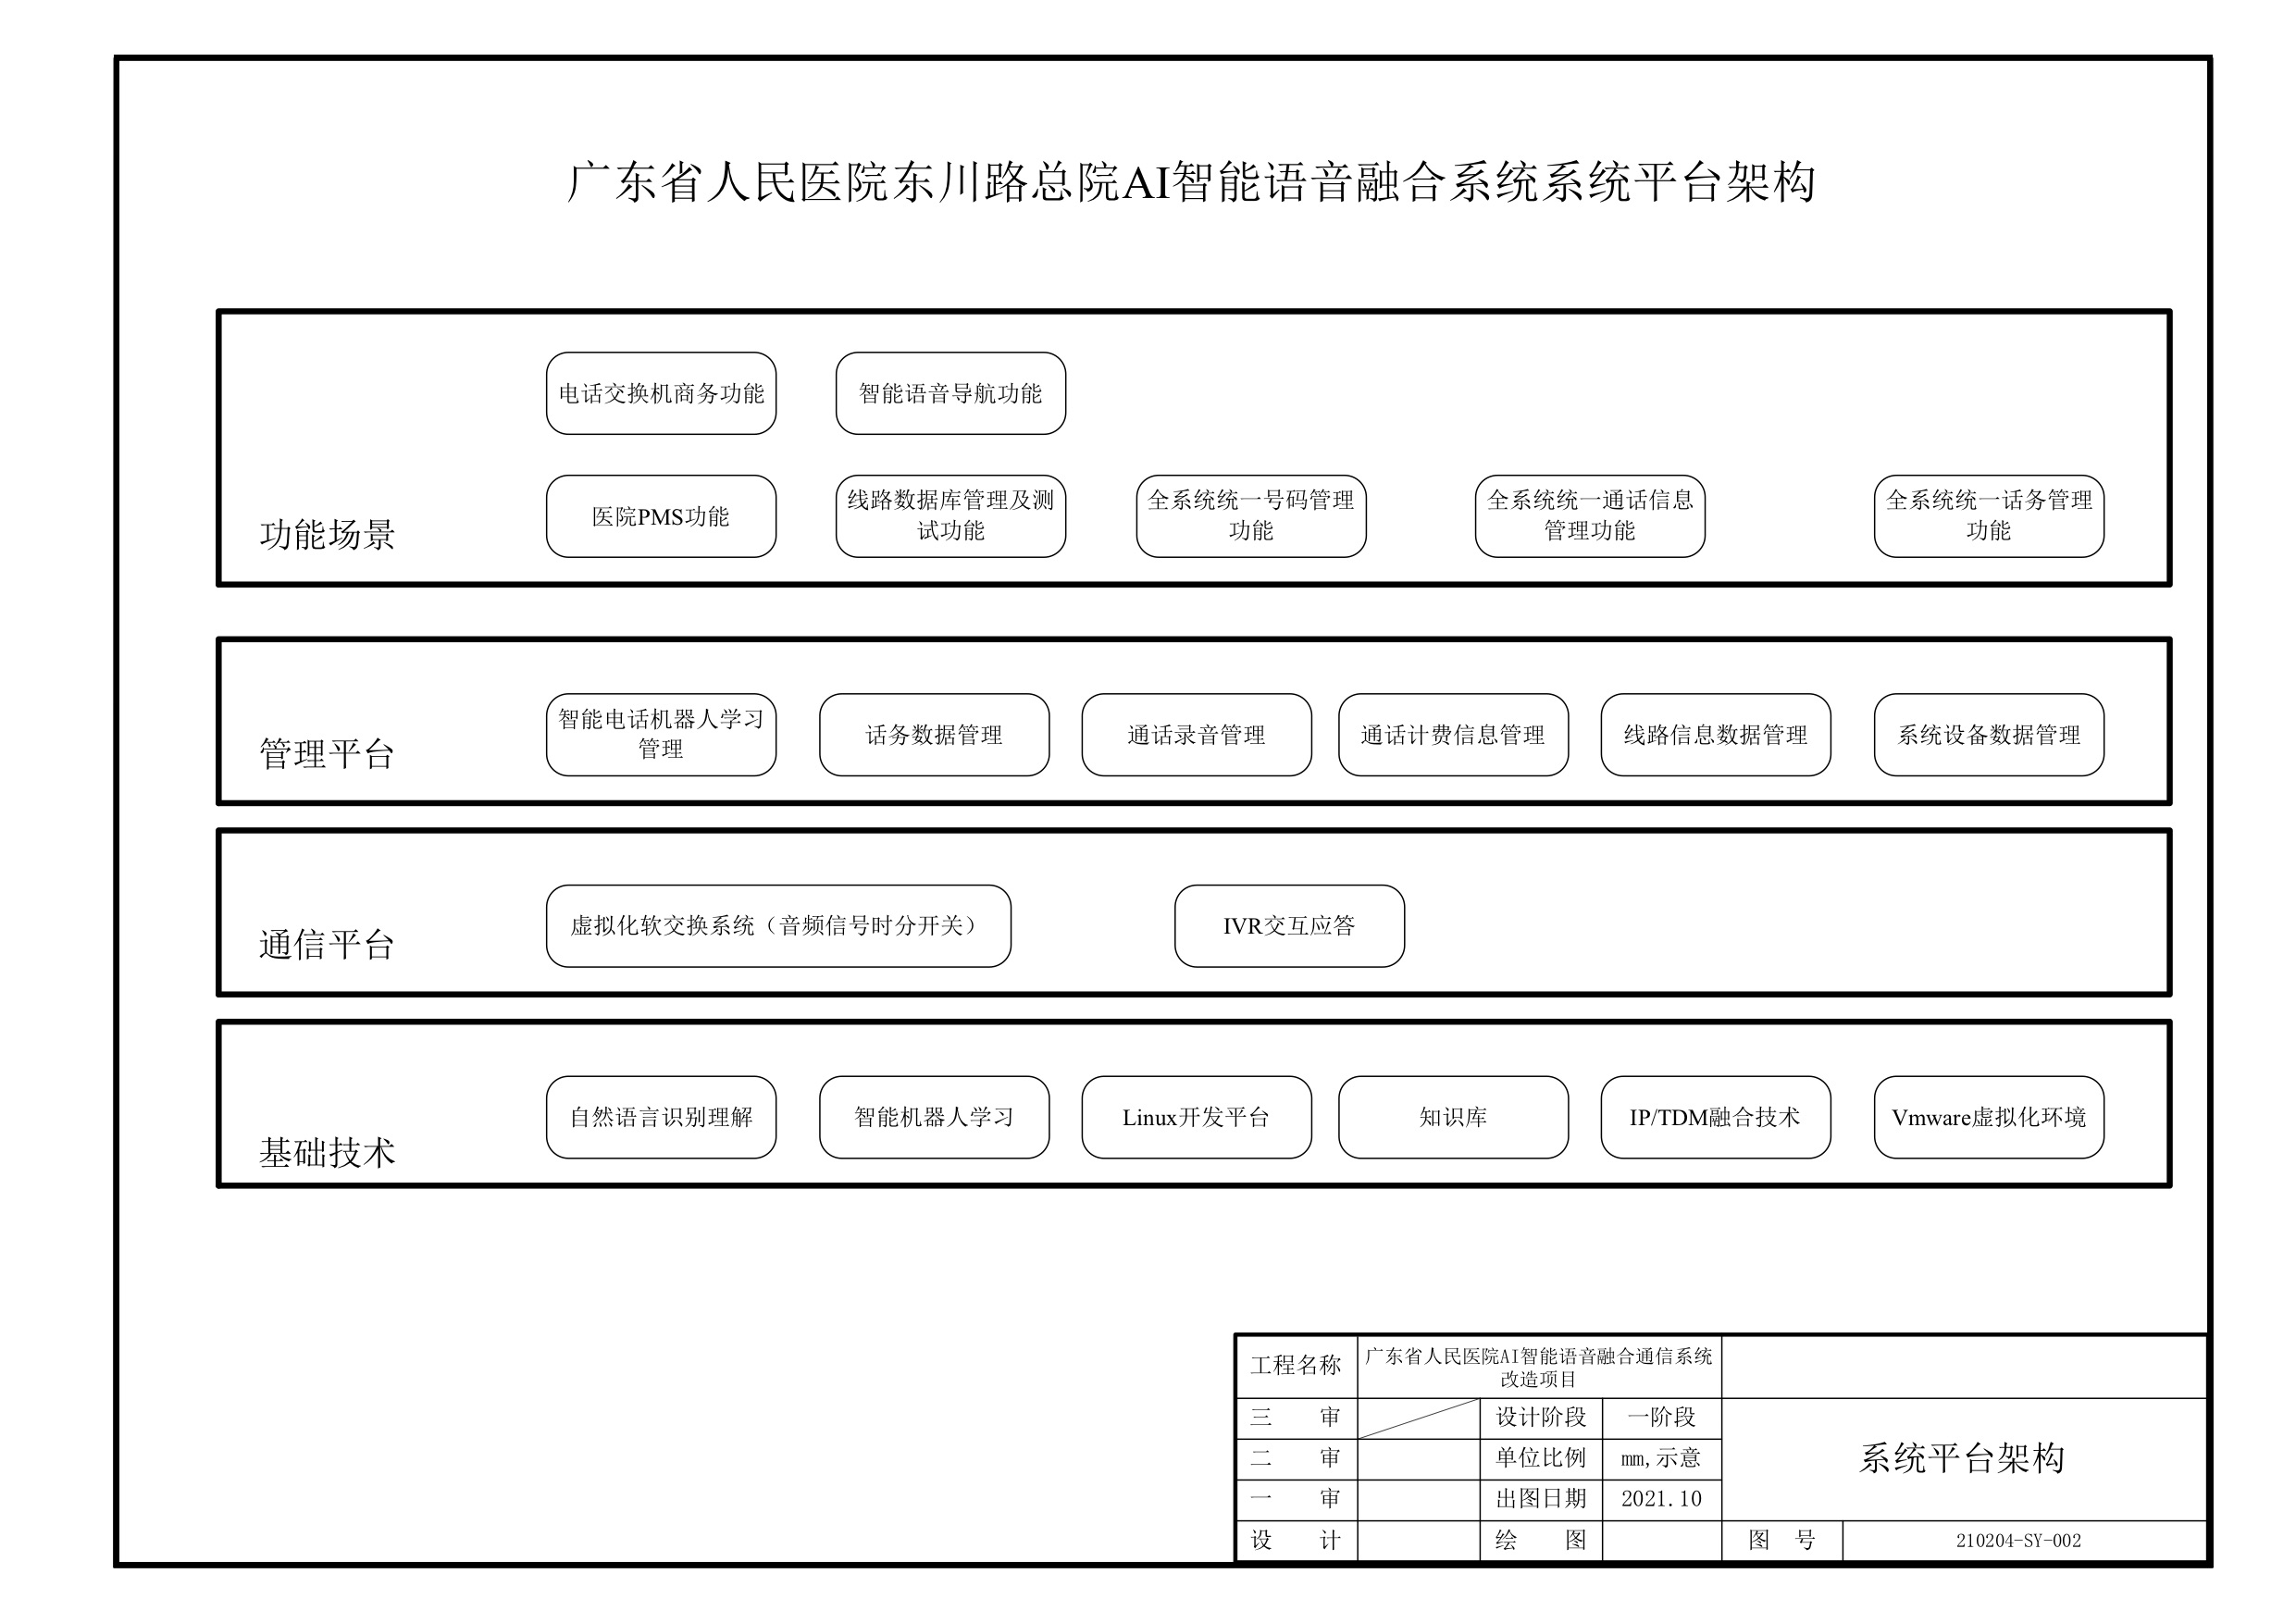 广东省人民医院东川路总院AI智能语音融合系统系统平台架构
电话交换机商务功能
智能语音导航功能
功能场景
医院PMS功能
线路数据库管理及测
试功能
全系统统一号码管理
功能
全系统统一通话信息
管理功能
全系统统一话务管理
功能
管理平台
智能电话机器人学习
管理
话务数据管理
通话录音管理
通话计费信息管理
线路信息数据管理
系统设备数据管理
通信平台
虚拟化软交换系统（音频信号时分开关）
IVR交互应答
基础技术
自然语言识别理解
智能机器人学习
Linux开发平台
知识库
IP/TDM融合技术
Vmware虚拟化环境
工程名称
广东省人民医院AI智能语音融合通信系统
改造项目
三 审
设计阶段
一阶段
二 审
单位比例
mm,示意
系统平台架构
一 审
出图日期
2021.10
设 计
绘 图
图 号
210204-SY-002